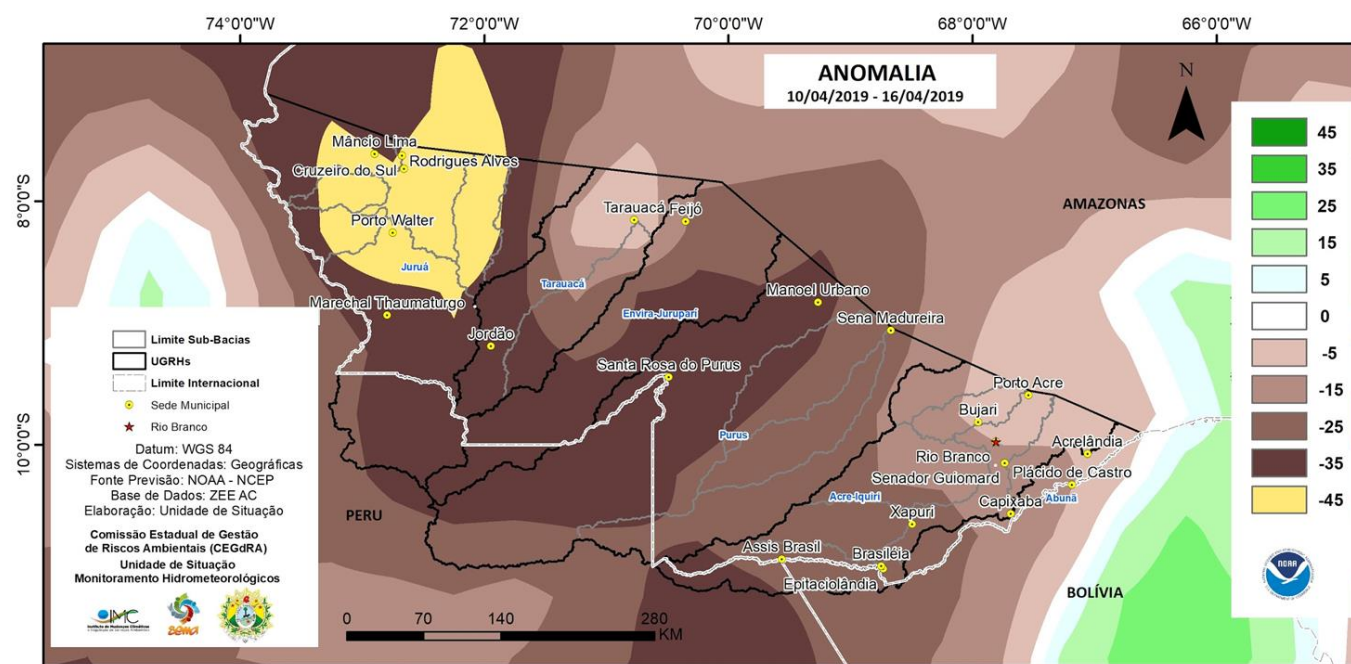 74°0'0"W
72°0'0"W
70°0'0"W
68°0'0"W
66°0'0"W
8°0'0"S
10°0'0"S
ANOMALIA
10/04/2019 - 16/04/2019
N
Mâncio Lima
Rodrigues Alves
Cruzeiro do Sul
Porto Walter
Juruá
Marechal Thaumaturgo
Jordão
Tarauacá
Feijó
Tarauacá
Envira-Jurupari
Manoel Urbano
Sena Madureira
Santa Rosa do Purus
Purus
Porto Acre
Bujari
Acrelândia
Rio Branco
Plácido de Castro
Senador Guiomard
Acre-Iquiri
Capixaba
Abunã
Xapuri
Assis Brasil
Brasiléia
Epitaciolândia
AMAZONAS
PERU
BOLÍVIA
45
35
25
15
5
0
-5
-15
-25
-35
-45
NOAA
Limite Sub-Bacias
UGRHs
Limite Internacional
Sede Municipal
Rio Branco
Datum: WGS 84
Sistemas de Coordenadas: Geográficas
Fonte Previsão: NOAA - NCEP
Base de Dados: ZEE AC
Elaboração: Unidade de Situação
Comissão Estadual de Gestão
de Riscos Ambientais (CEGdRA)
Unidade de Situação
Monitoramento Hidrometeorológicos
IMC
sema
0 70 140 280
KM